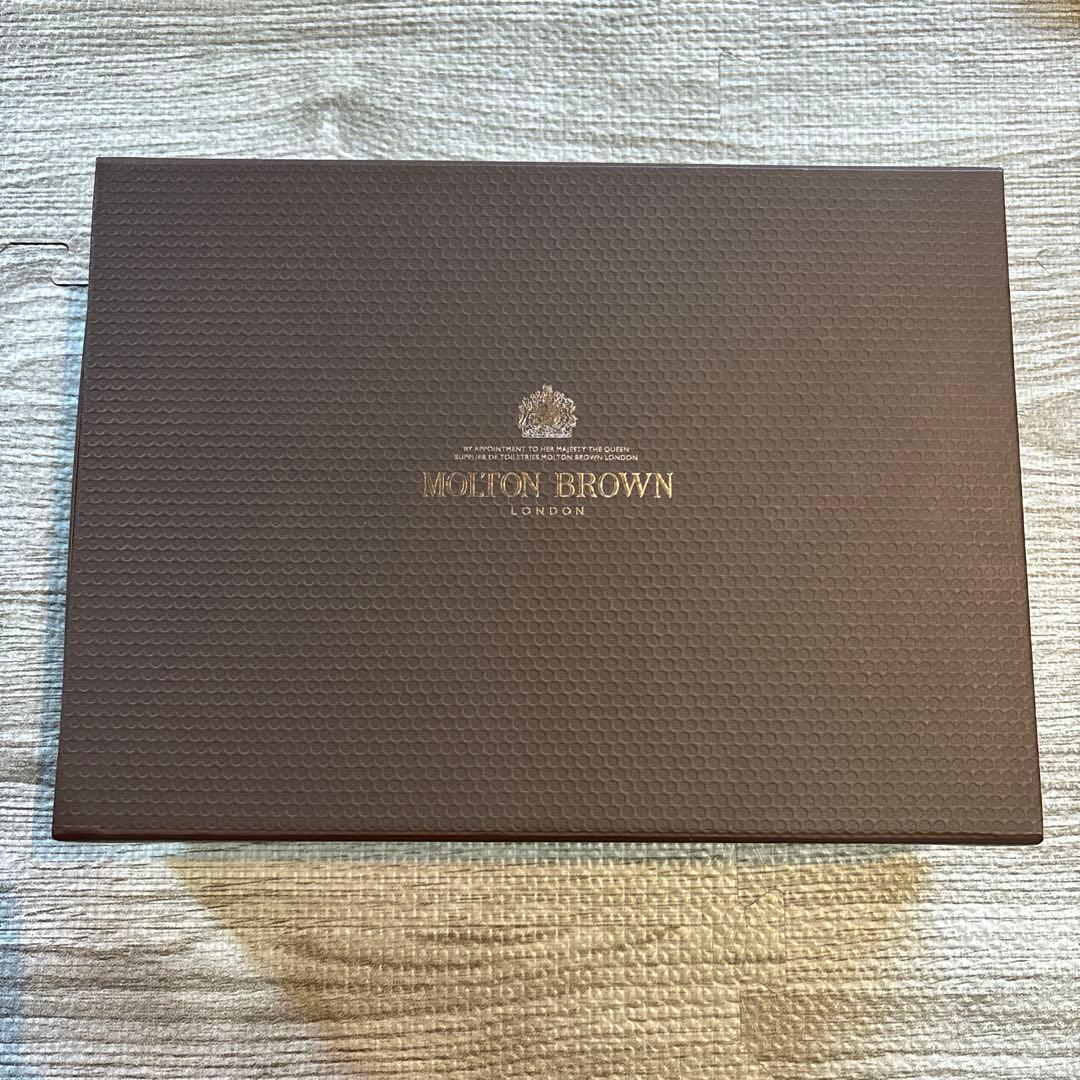 BY APPOINTMENT TO HER MAJESTY THE QUEEN
SUPPLIER OF TOILETRIES MOLTON BROWN LONDON
MOLTON BROWN
LONDON